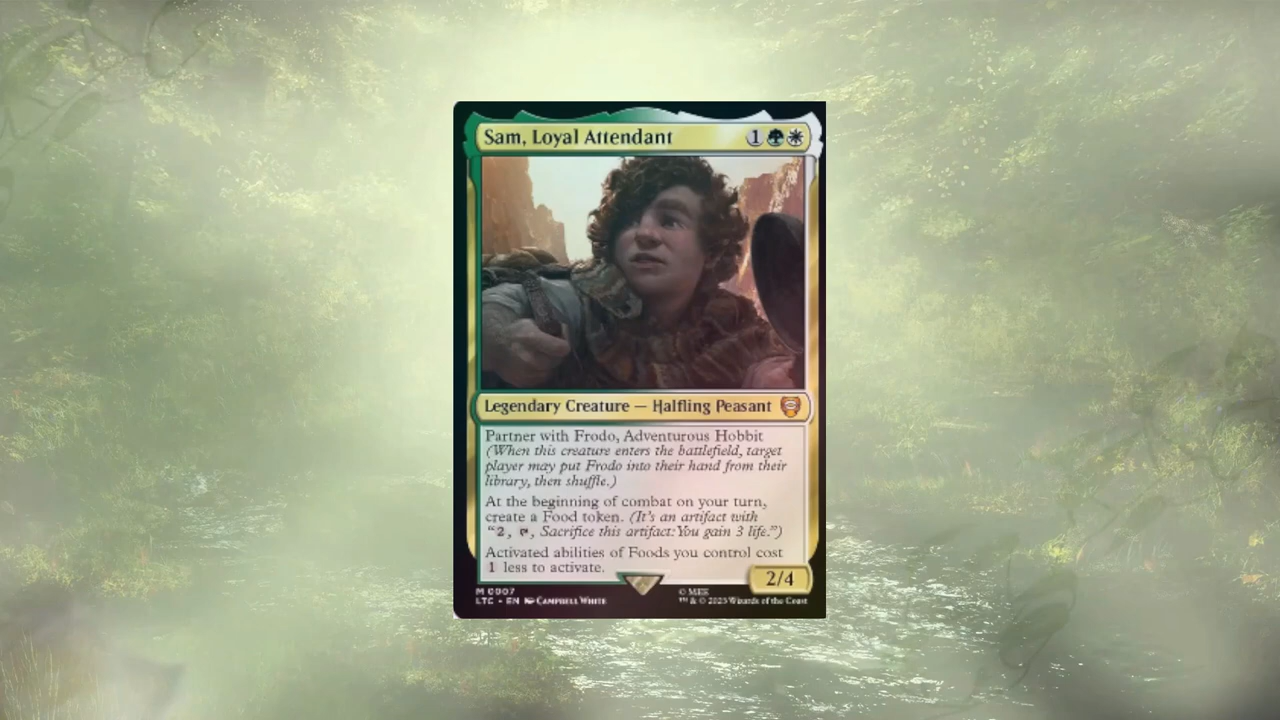 Sam, Loyal Attendant 1
Legendary Creature — Halfling Peasant
Partner with Frodo, Adventurous Hobbit
(When this creature enters the battlefield, target
player may put Frodo into their hand from their
library, then shuffle.)
At the beginning of combat on your turn,
create a Food token. (It's an artifact with
“2, , Sacrifice this artifact: You gain 3 life.”)
Activated abilities of Foods you control cost
1 less to activate.
2/4
M 0007
LTC • EN CAMPBELL WHITE
© MEE
™ & © 2023 Wizards of the Coast